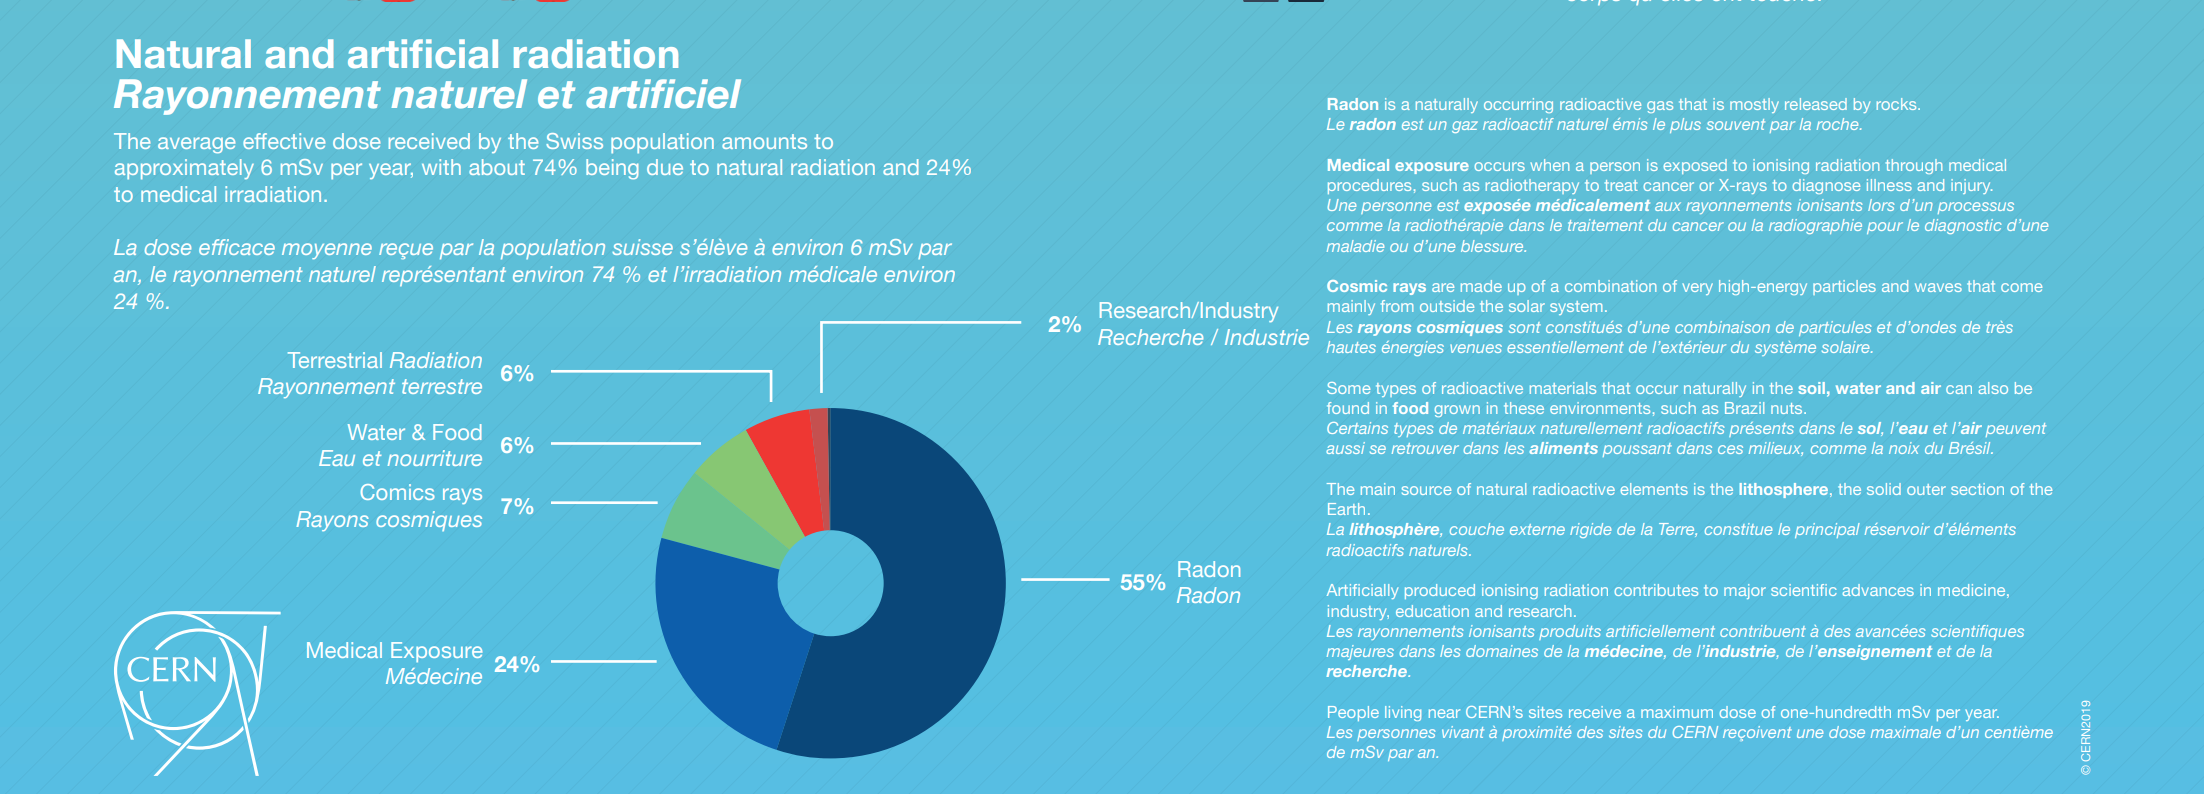 Natural and artificial radiation
Rayonnement naturel et artificiel
The average effective dose received by the Swiss population amounts to
approximately 6 mSv per year, with about 74% being due to natural radiation and 24%
to medical irradiation.
La dose efficace moyenne reçue par la population suisse s’élève à environ 6 mSv par
an, le rayonnement naturel représentant environ 74 % et l’irradiation médicale environ
24 %.
2%
Research/Industry
Recherche / Industrie
Terrestrial Radiation
Rayonnement terrestre
6%
Water & Food
Eau et nourriture
6%
Comics rays
Rayons cosmiques
7%
55%
Radon
Radon
Medical Exposure
Médecine
24%
CERN
Radon is a naturally occurring radioactive gas that is mostly released by rocks.
Le radon est un gaz radioactif naturel émis le plus souvent par la roche.
Medical exposure occurs when a person is exposed to ionising radiation through medical
procedures, such as radiotherapy to treat cancer or X-rays to diagnose illness and injury.
Une personne est exposée médicalement aux rayonnements ionisants lors d’un processus
comme la radiothérapie dans le traitement du cancer ou la radiographie pour le diagnostic d’une
maladie ou d’une blessure.
Cosmic rays are made up of a combination of very high-energy particles and waves that come
mainly from outside the solar system.
Les rayons cosmiques sont constitués d’une combinaison de particules et d’ondes de très
hautes énergies venues essentiellement de l’extérieur du système solaire.
Some types of radioactive materials that occur naturally in the soil, water and air can also be
found in food grown in these environments, such as Brazil nuts.
Certains types de matériaux naturellement radioactifs présents dans le sol, l’eau et l’air peuvent
aussi se retrouver dans les aliments poussant dans ces milieux, comme la noix du Brésil.
The main source of natural radioactive elements is the lithosphere, the solid outer section of the
Earth.
La lithosphère, couche externe rigide de la Terre, constitue le principal réservoir d’éléments
radioactifs naturels.
Artificially produced ionising radiation contributes to major scientific advances in medicine,
industry, education and research.
Les rayonnements ionisants produits artificiellement contribuent à des avancées scientifiques
majeures dans les domaines de la médecine, de l’industrie, de l’enseignement et de la
recherche.
People living near CERN’s sites receive a maximum dose of one-hundredth mSv per year.
Les personnes vivant à proximité des sites du CERN reçoivent une dose maximale d’un centième
de mSv par an.
© CERN2019